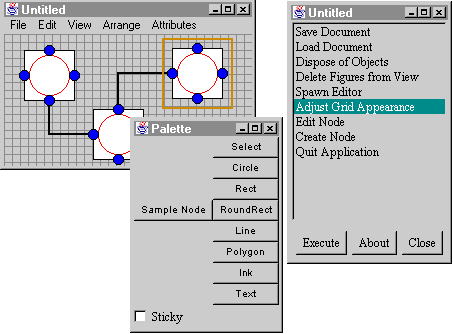 Untitled
File Edit View Arrange Attributes
Palette
Select
Circle
Rect
Sample Node RoundRect
Line
Polygon
Ink
Text
Sticky
Untitled
Save Document
Load Document
Dispose of Objects
Delete Figures from View
Spawn Editor
Adjust Grid Appearance
Edit Node
Create Node
Quit Application
Execute About Close